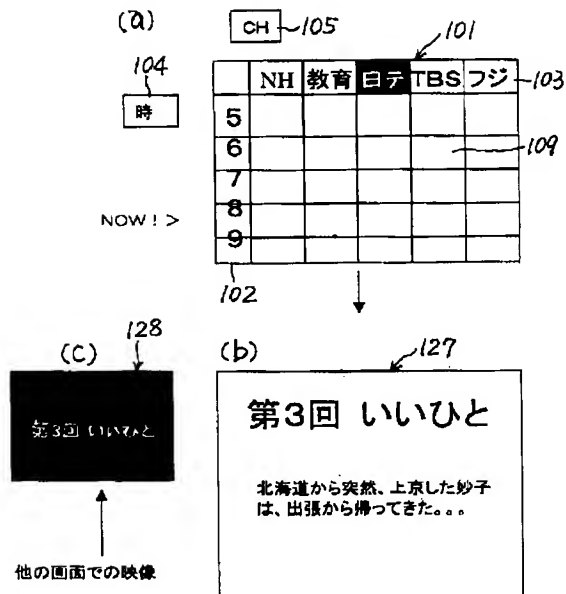 (a)
CH 105
101
104
時
NH 教育 日テ TBS フジ 103
5
6 109
7
NOW! > 8
9
102
(c) 128
第3回 いいひと
他の画面での映像
(b) 127
第3回 いいひと
北海道から突然、上京した妙子
は、出張から帰ってきた。。。